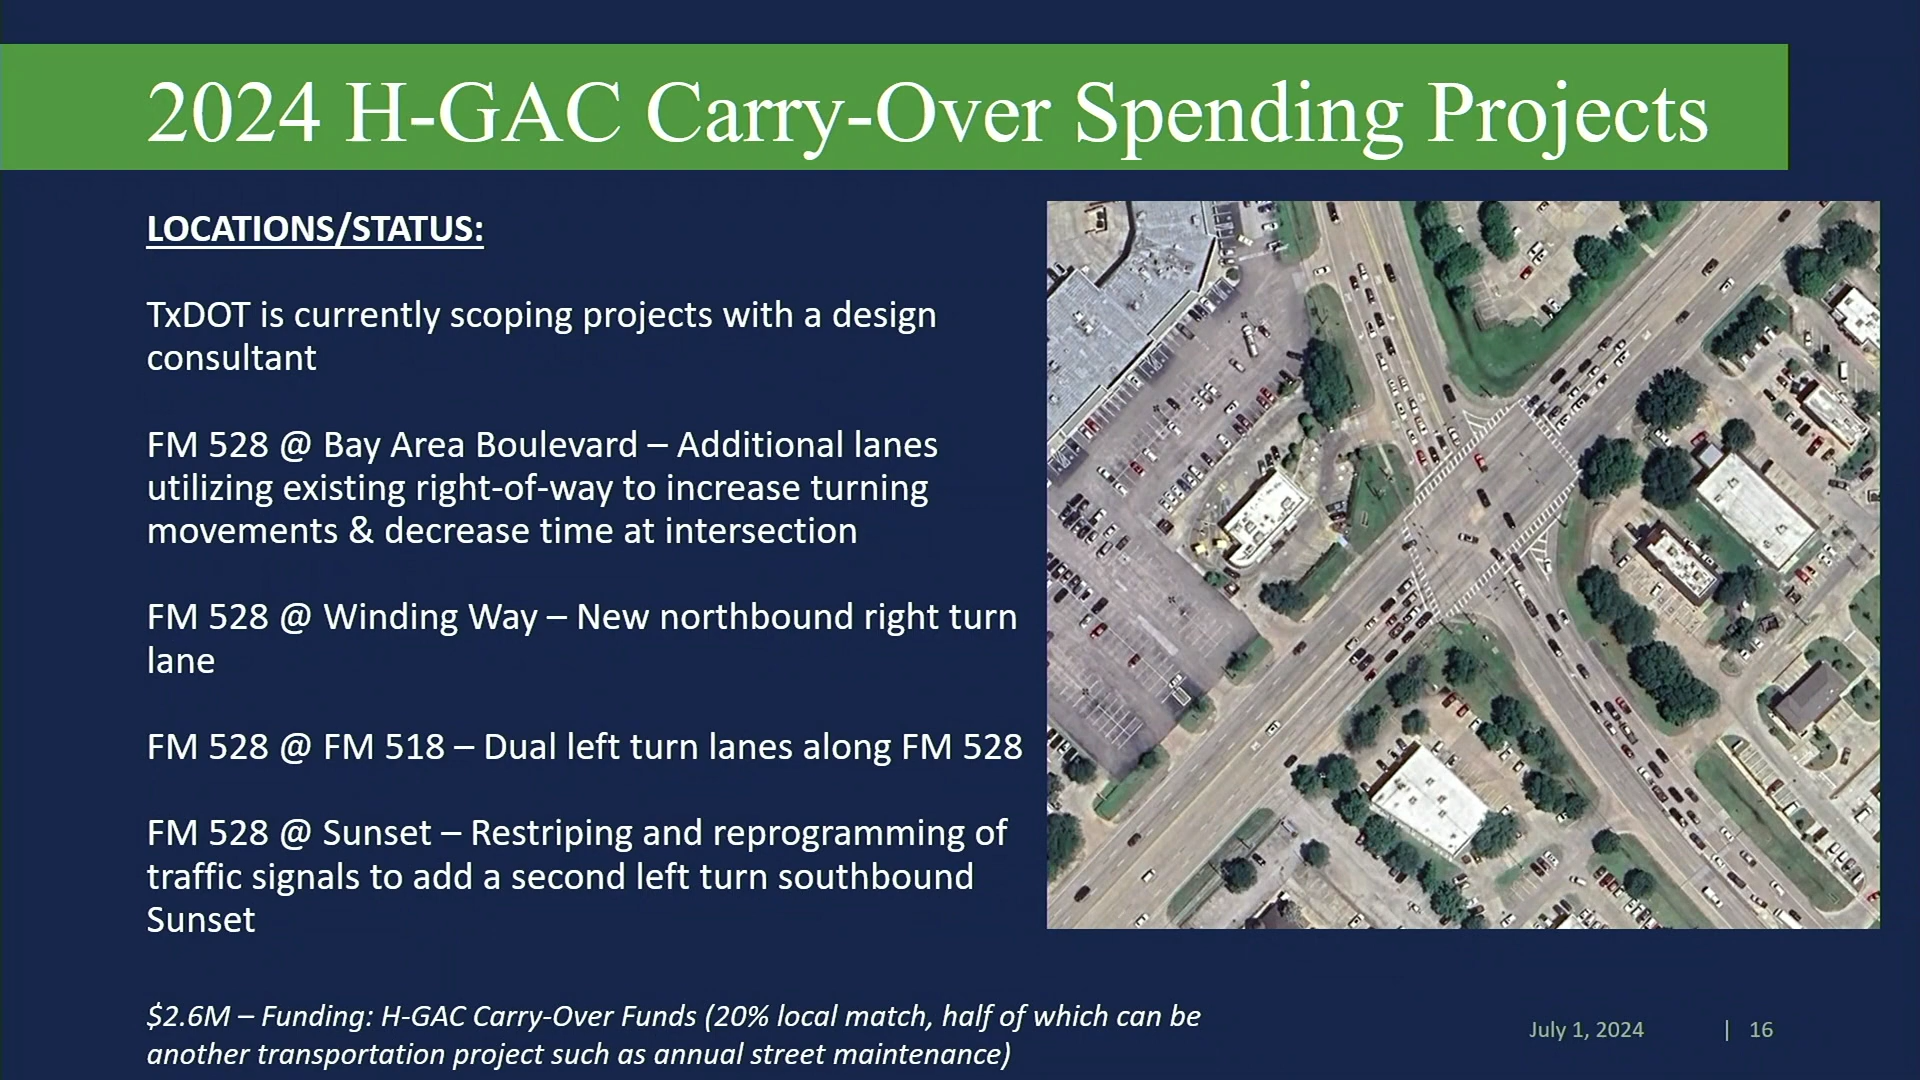 2024 H-GAC Carry-Over Spending Projects
LOCATIONS/STATUS:
TxDOT is currently scoping projects with a design
consultant
FM 528 @ Bay Area Boulevard – Additional lanes
utilizing existing right-of-way to increase turning
movements & decrease time at intersection
FM 528 @ Winding Way – New northbound right turn
lane
FM 528 @ FM 518 – Dual left turn lanes along FM 528
FM 528 @ Sunset – Restriping and reprogramming of
traffic signals to add a second left turn southbound
Sunset
$2.6M – Funding: H-GAC Carry-Over Funds (20% local match, half of which can be
another transportation project such as annual street maintenance)
July 1, 2024 | 16